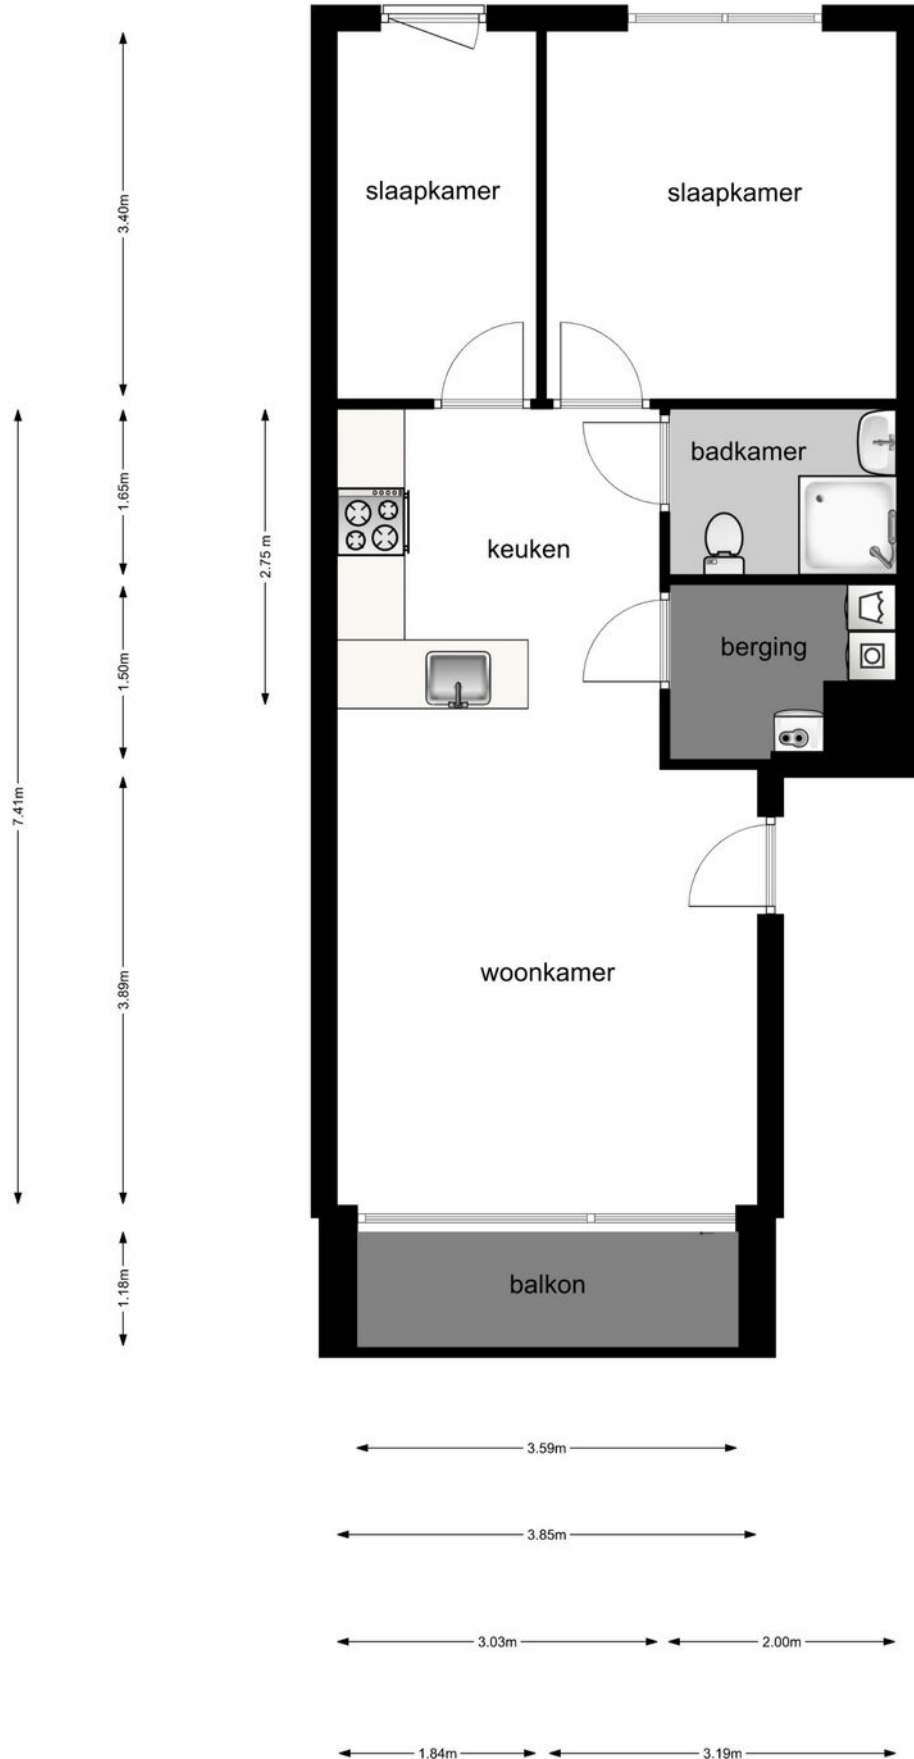 slaapkamer
slaapkamer
3.40m
badkamer
1.65m
keuken
2.75 m
berging
1.50m
7.41m
woonkamer
3.89m
balkon
1.18m
3.59m
3.85m
3.03m
2.00m
1.84m
3.19m